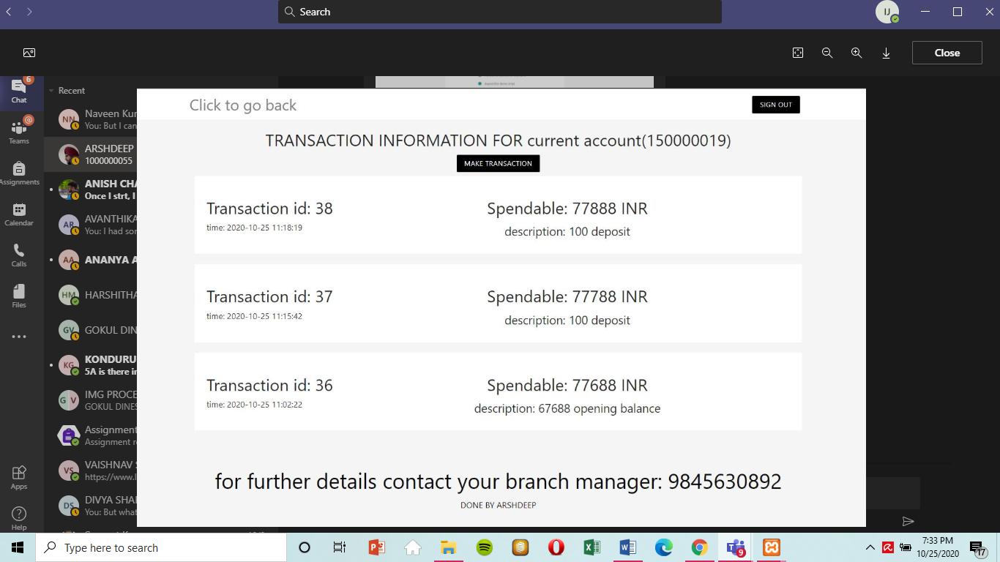 Search
IJ
Close
6
Chat
Teams
Assignments
Calendar
Calls
Files
Apps
Help
Recent
NN
Naveen Kur
You: But I can
ARSHDEEP
1000000055
ANISH CHA
Once I strt, I
AR
AVANTHIKA
You: I had sor
AA
ANANYA A
HM
HARSHITHA
GV
GOKUL DIN
KG
KONDURU
5A is there ir
G V
IMG PROCE
GOKUL DINES
Assignment
Assignment re
VS
VAISHNAV S
https://www.l
DS
DIVYA SHAI
You: But what
Click to go back
SIGN OUT
TRANSACTION INFORMATION FOR current account(150000019)
MAKE TRANSACTION
Transaction id: 38
Spendable: 77888 INR
time: 2020-10-25 11:18:19
description: 100 deposit
Transaction id: 37
Spendable: 77788 INR
time: 2020-10-25 11:15:42
description: 100 deposit
Transaction id: 36
Spendable: 77688 INR
time: 2020-10-25 11:02:22
description: 67688 opening balance
for further details contact your branch manager: 9845630892
DONE BY ARSHDEEP
Type here to search
9
7:33 PM
10/25/2020
17